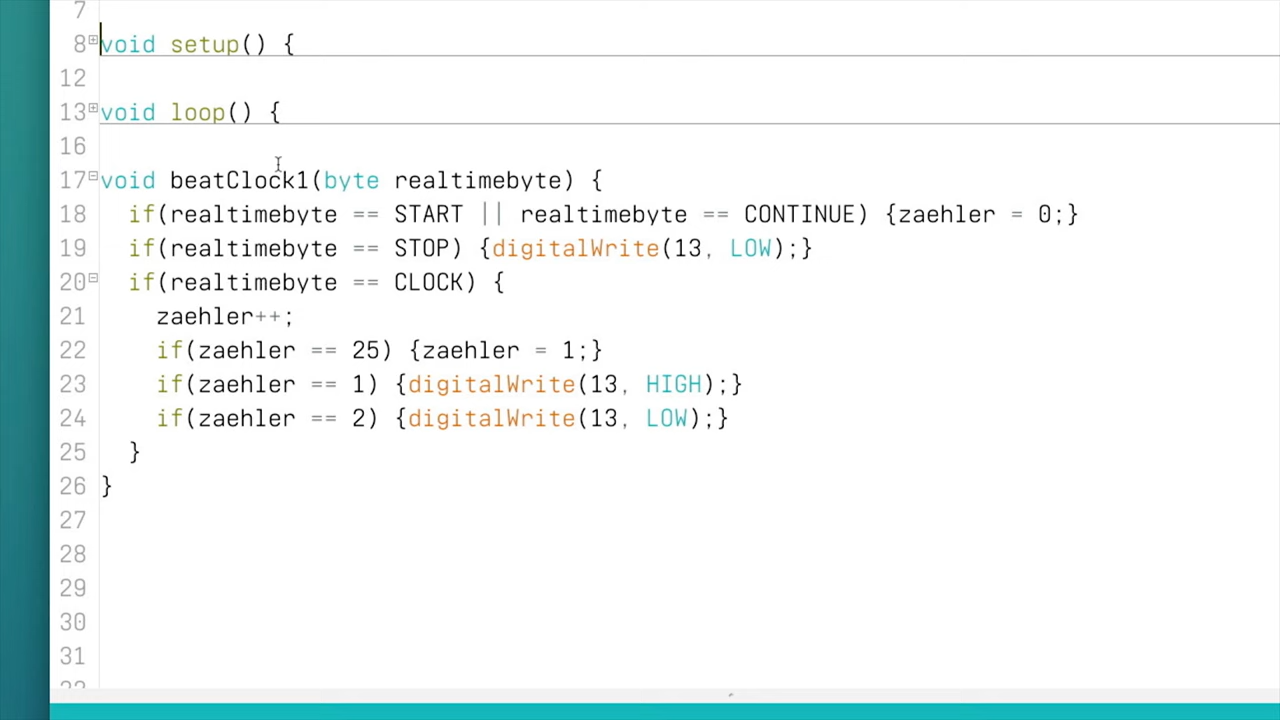 7
8 void setup() {
12
13 void loop() {
16
17 void beatClock1(byte realtimebyte) {
18 if(realtimebyte == START || realtimebyte == CONTINUE) {zaehler = 0;}
19 if(realtimebyte == STOP) {digitalWrite(13, LOW);}
20 if(realtimebyte == CLOCK) {
21 zaehler++;
22 if(zaehler == 25) {zaehler = 1;}
23 if(zaehler == 1) {digitalWrite(13, HIGH);}
24 if(zaehler == 2) {digitalWrite(13, LOW);}
25 }
26 }
27
28
29
30
31